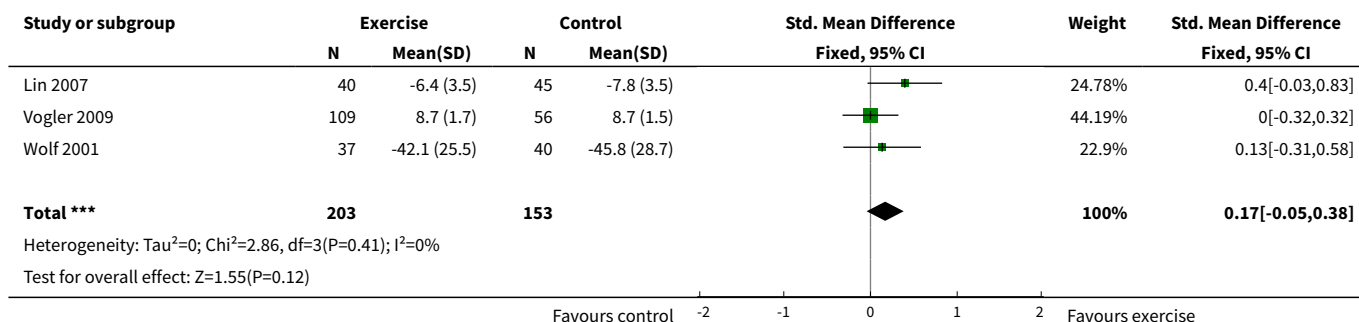 Study or subgroup Exercise Control Std. Mean Difference Weight Std. Mean Difference
N Mean(SD) N Mean(SD) Fixed, 95% CI Fixed, 95% CI
Lin 2007 40 -6.4 (3.5) 45 -7.8 (3.5) 24.78% 0.4[-0.03,0.83]
Vogler 2009 109 8.7 (1.7) 56 8.7 (1.5) 44.19% 0[-0.32,0.32]
Wolf 2001 37 -42.1 (25.5) 40 -45.8 (28.7) 22.9% 0.13[-0.31,0.58]
Total *** 203 153 100% 0.17[-0.05,0.38]
Heterogeneity: Tau²=0; Chi²=2.86, df=3(P=0.41); I²=0%
Test for overall effect: Z=1.55(P=0.12)
Favours control -2 -1 0 1 2 Favours exercise